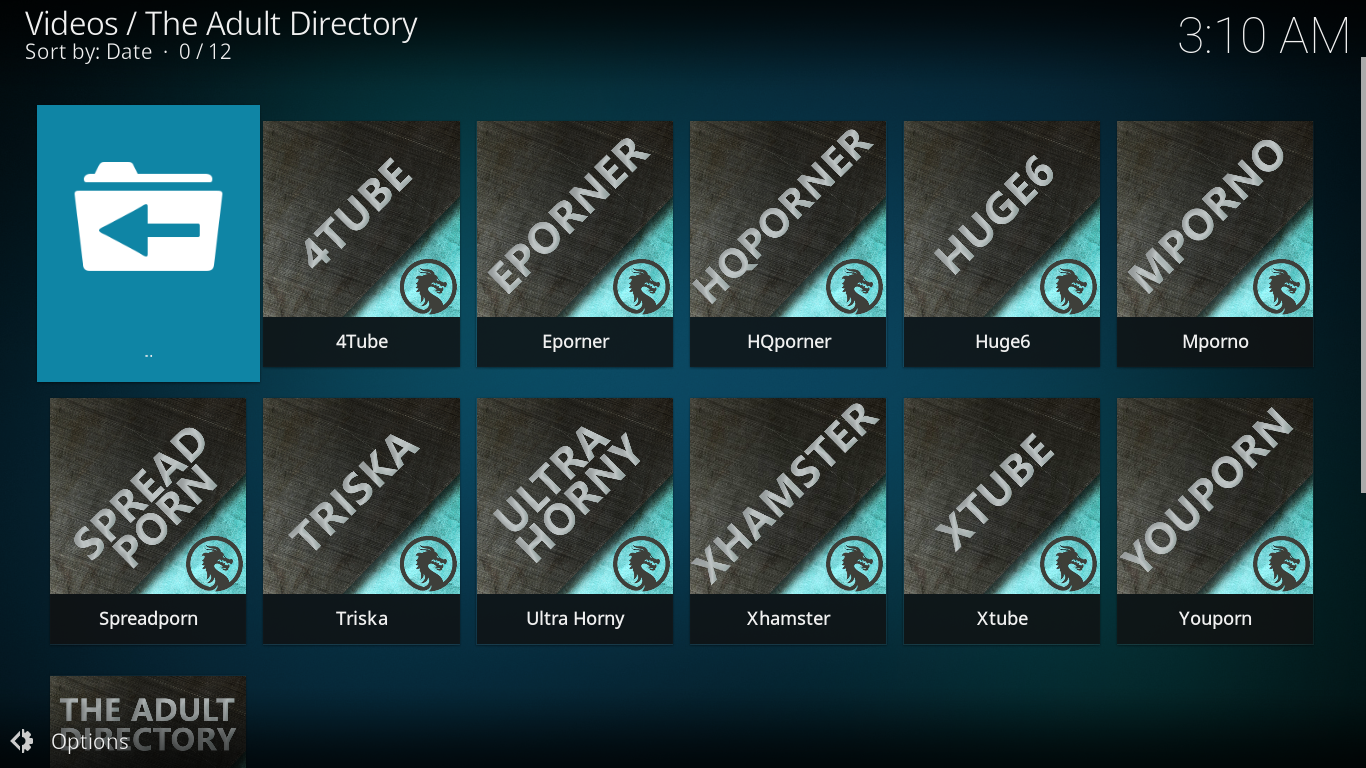 Videos / The Adult Directory
Sort by: Date · 0 / 12
3:10 AM
..
4TUBE
EPORNER
HQPORNER
HUGE6
MPORNO
4Tube
Eporner
HQporner
Huge6
Mporno
SPREAD
PORN
TRISKA
ULTRA
HORNY
XHAMSTER
XTUBE
YOUPORN
Spreadporn
Triska
Ultra Horny
Xhamster
Xtube
Youporn
THE ADULT
DIRECTORY
Options